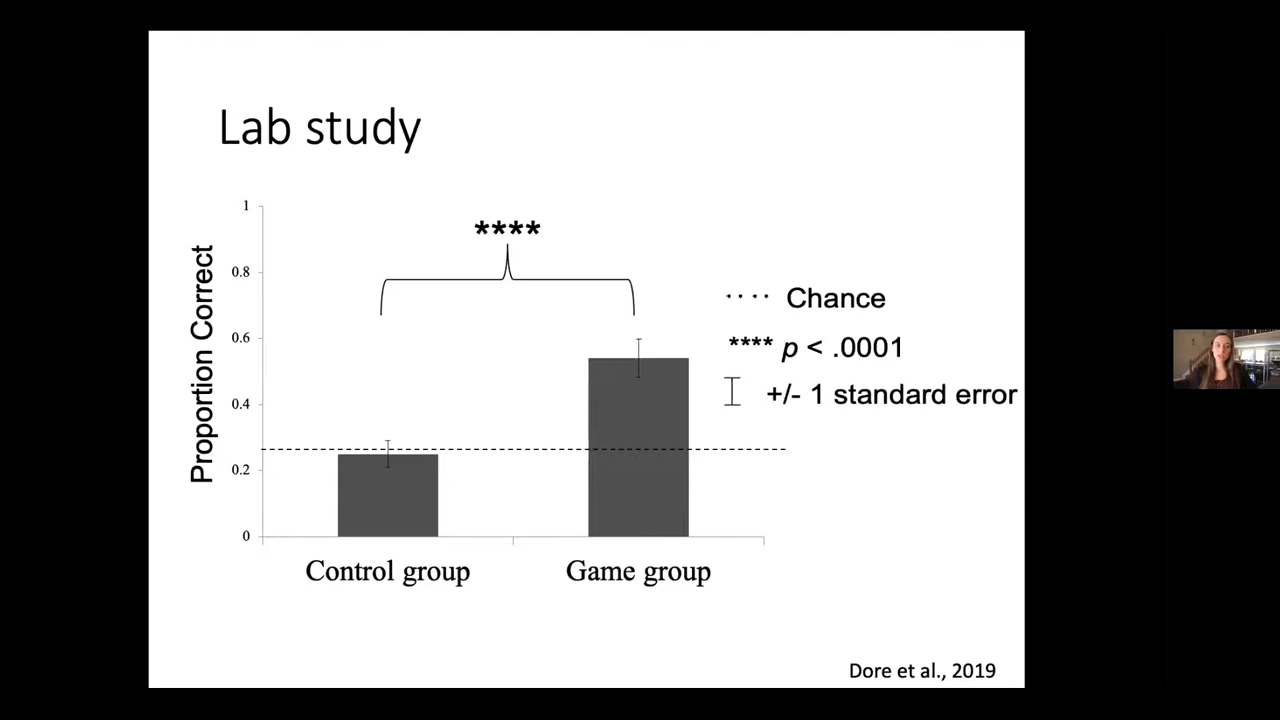 Lab study
1
0.8
0.6
0.4
0.2
0
Proportion Correct
****
Control group
Game group
Chance
**** p < .0001
+/- 1 standard error
Dore et al., 2019